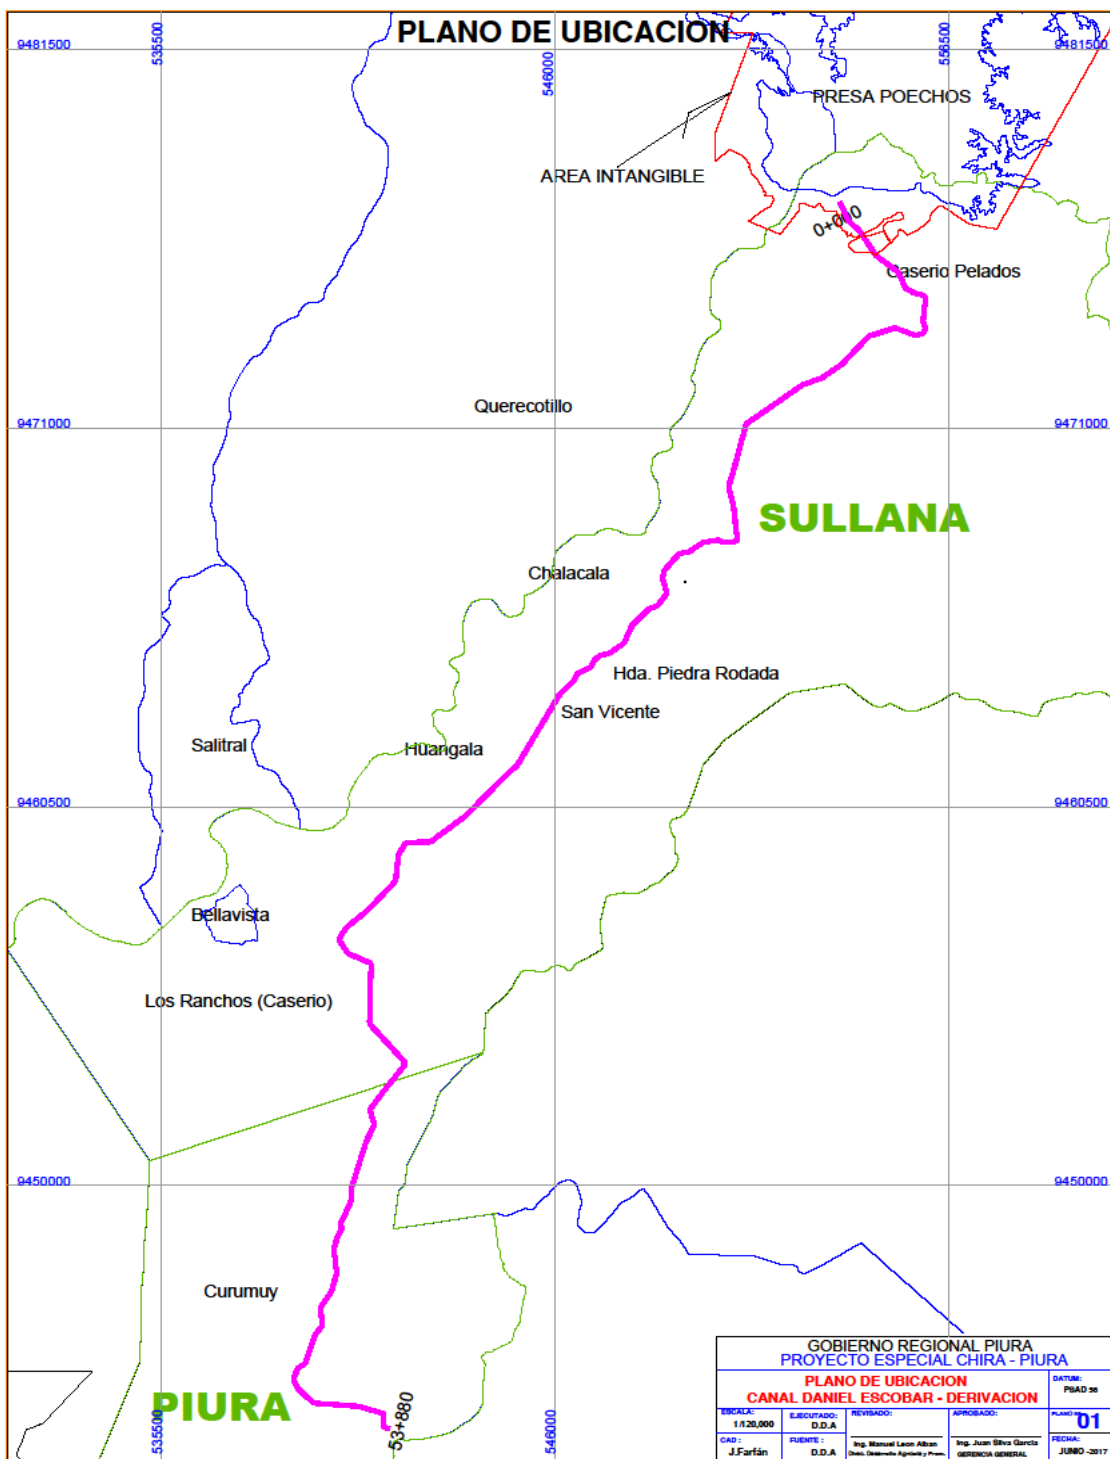 PLANO DE UBICACION
9481500
535500
546000
556500
9481500
PRESA POECHOS
AREA INTANGIBLE
0+000
Caserio Pelados
Querecotillo
9471000
9471000
SULLANA
Chalacala
Hda. Piedra Rodada
San Vicente
Salitral
Huangala
9460500
9460500
Bellavista
Los Ranchos (Caserio)
9450000
9450000
Curumuy
PIURA
53+880
535500
546000
GOBIERNO REGIONAL PIURA
PROYECTO ESPECIAL CHIRA - PIURA
PLANO DE UBICACION
CANAL DANIEL ESCOBAR - DERIVACION
DATUM:
PSAD 56
ESCALA:
1/120,000
EJECUTADO:
D.D.A
REVISADO:
APROBADO:
01
CAD :
J.Farfán
FUENTE :
D.D.A
Ing. Manuel Leon Alban
Ing. Juan Silva Garcia
GERENCIA GENERAL
FECHA:
JUNIO -2017